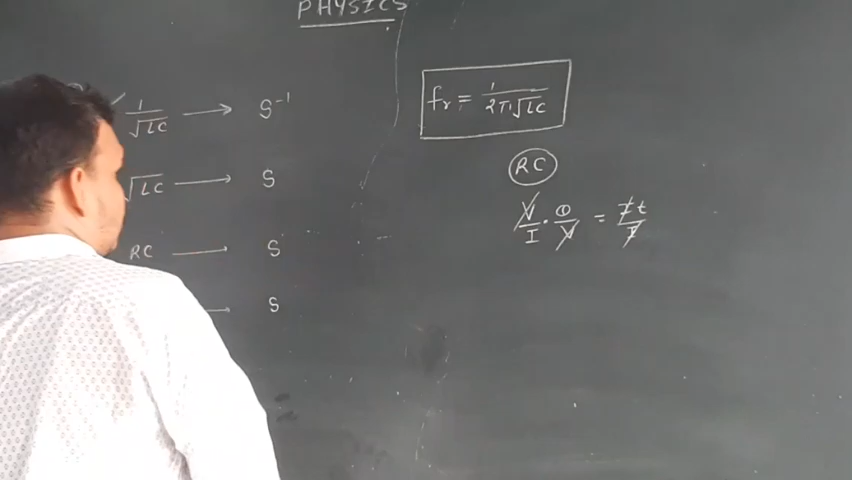 PHYSICS
1/√LC → S⁻¹
√LC → S
RC → S
→ S
fr = 1/2π√LC
RC
V/I · Q/V = It/I